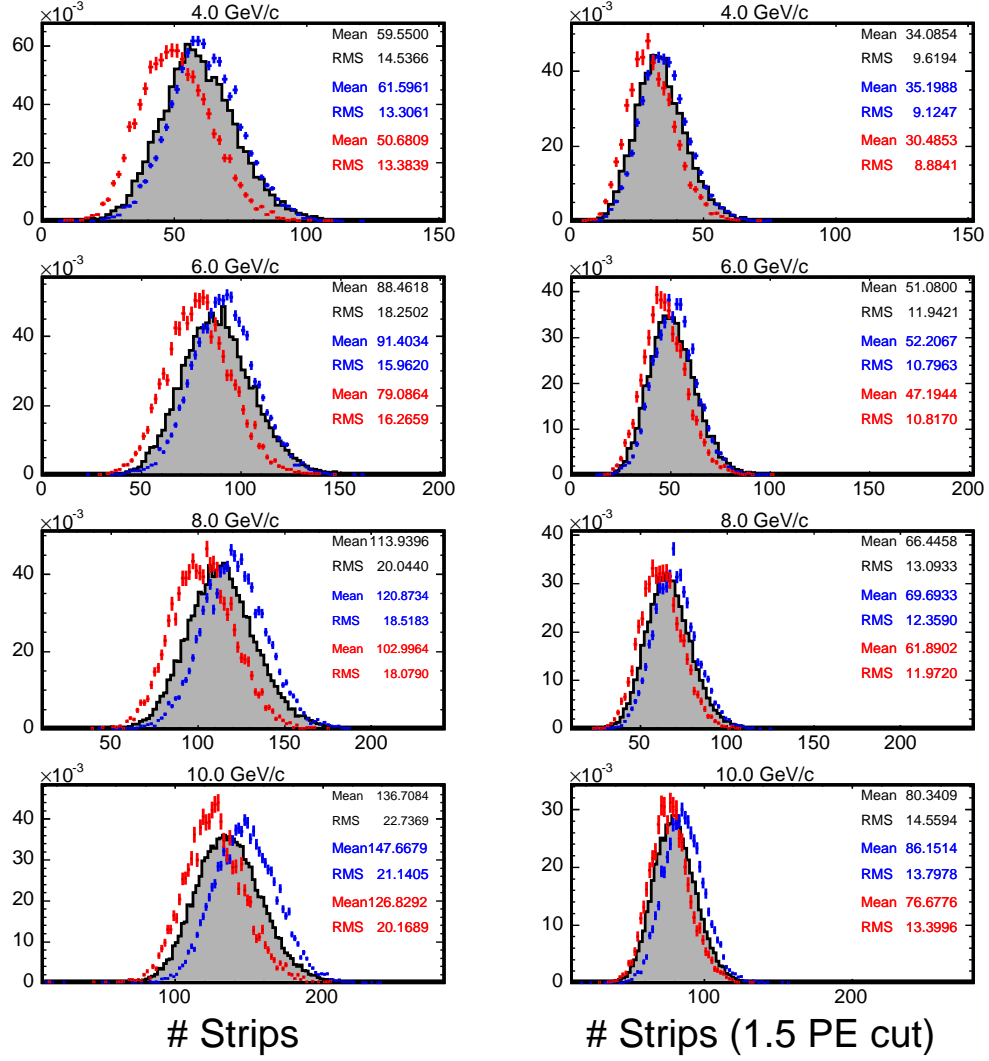 ×10⁻³ 4.0 GeV/c
Mean 59.5500
RMS 14.5366
Mean 61.5961
RMS 13.3061
Mean 50.6809
RMS 13.3839
60
40
20
0
0 50 100 150
×10⁻³ 4.0 GeV/c
Mean 34.0854
RMS 9.6194
Mean 35.1988
RMS 9.1247
Mean 30.4853
RMS 8.8841
40
20
0
0 50 100 150
×10⁻³ 6.0 GeV/c
Mean 88.4618
RMS 18.2502
Mean 91.4034
RMS 15.9620
Mean 79.0864
RMS 16.2659
40
20
0
0 50 100 150 200
×10⁻³ 6.0 GeV/c
Mean 51.0800
RMS 11.9421
Mean 52.2067
RMS 10.7963
Mean 47.1944
RMS 10.8170
40
30
20
10
0
0 50 100 150 200
×10⁻³ 8.0 GeV/c
Mean 113.9396
RMS 20.0440
Mean 120.8734
RMS 18.5183
Mean 102.9964
RMS 18.0790
40
20
0
50 100 150 200
×10⁻³ 8.0 GeV/c
Mean 66.4458
RMS 13.0933
Mean 69.6933
RMS 12.3590
Mean 61.8902
RMS 11.9720
40
30
20
10
0
50 100 150 200
×10⁻³ 10.0 GeV/c
Mean 136.7084
RMS 22.7369
Mean 147.6679
RMS 21.1405
Mean 126.8292
RMS 20.1689
40
30
20
10
0
100 200
# Strips
×10⁻³ 10.0 GeV/c
Mean 80.3409
RMS 14.5594
Mean 86.1514
RMS 13.7978
Mean 76.6776
RMS 13.3996
30
20
10
0
100 200
# Strips (1.5 PE cut)